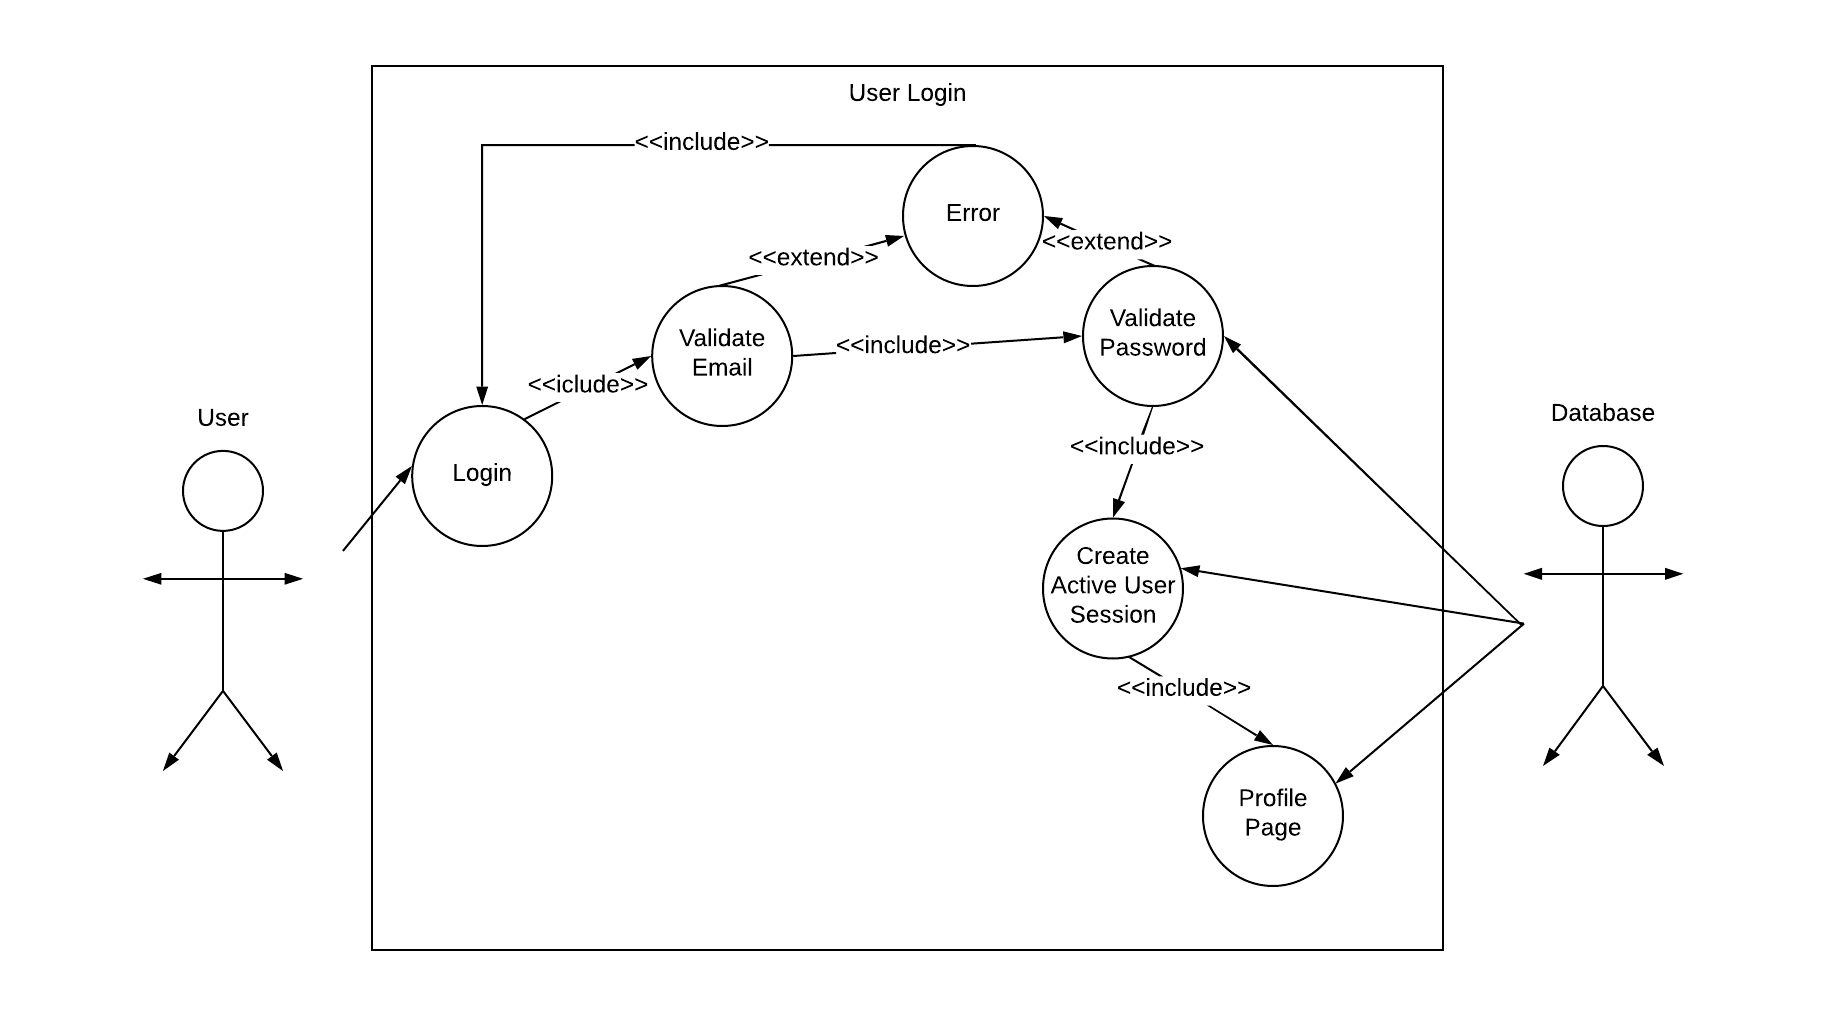 User Login
<<include>>
Error
<<extend>>
<<extend>>
Validate
Email
<<include>>
Validate
Password
<<iclude>>
User
Login
<<include>>
Database
Create
Active User
Session
<<include>>
Profile
Page